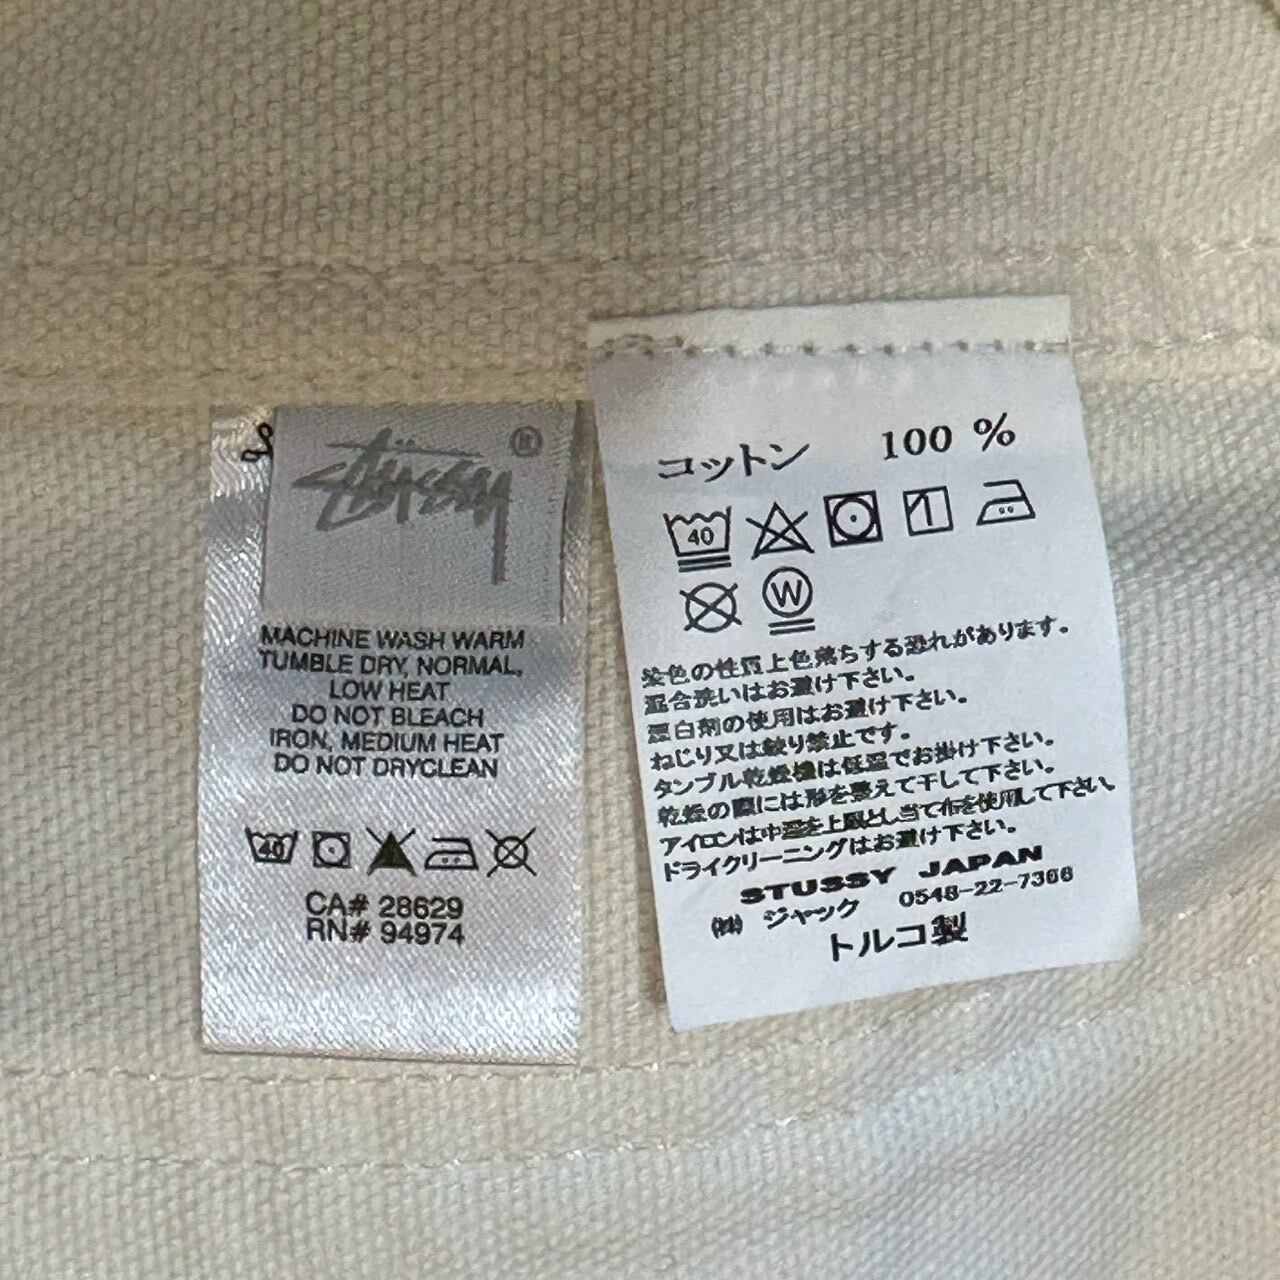 Stüssy ®
MACHINE WASH WARM
TUMBLE DRY, NORMAL,
LOW HEAT
DO NOT BLEACH
IRON, MEDIUM HEAT
DO NOT DRYCLEAN
40
CA# 28629
RN# 94974
コットン 100 %
40
W
染色の性質上色落ちする恐れがあります。
混合洗いはお避け下さい。
漂白剤の使用はお避け下さい。
ねじり又は絞り禁止です。
タンブル乾燥機は低温でお掛け下さい。
乾燥の際には形を整えて干して下さい。
アイロンは中温を上限とし当て布を使用して下さい。
ドライクリーニングはお避け下さい。
STUSSY JAPAN
㈱ ジャック 0548-22-7366
トルコ製